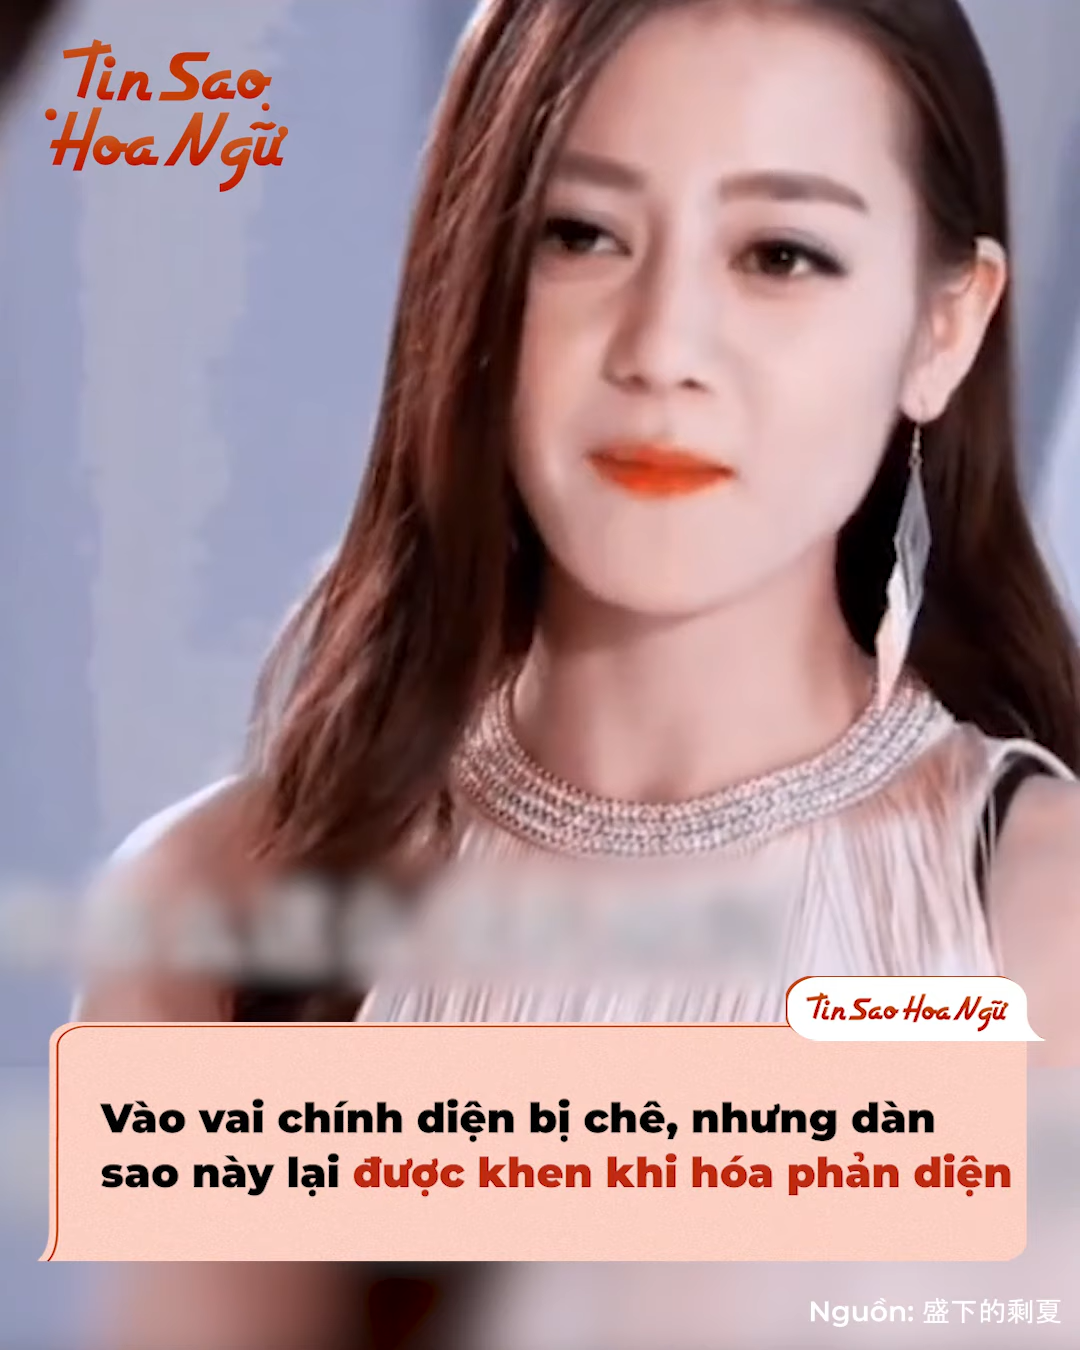 Tin Sao
Hoa Ngữ
Tin Sao Hoa Ngữ
Vào vai chính diện bị chê, nhưng dàn
sao này lại được khen khi hóa phản diện
Nguồn: 盛下的剩夏